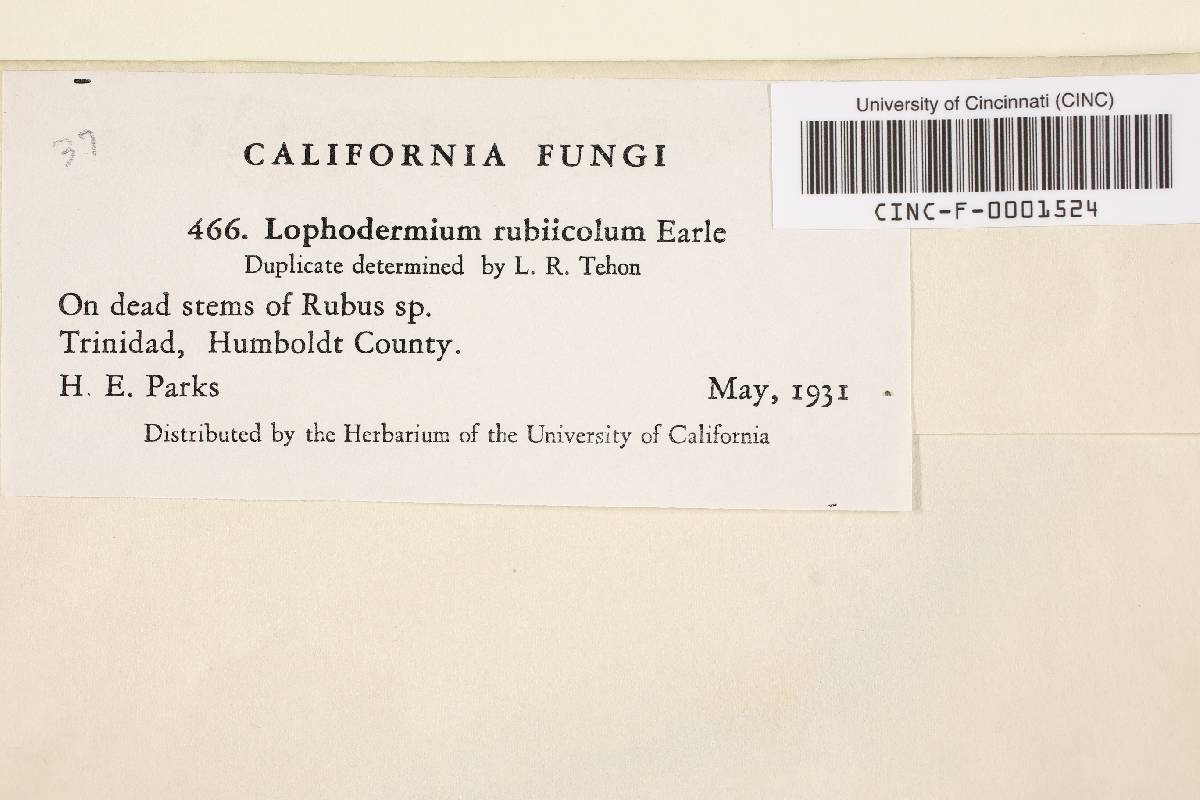 University of Cincinnati (CINC)
CINC-F-0001524
37
CALIFORNIA FUNGI
466. Lophodermium rubiicolum Earle
Duplicate determined by L. R. Tehon
On dead stems of Rubus sp.
Trinidad, Humboldt County.
H. E. Parks May, 1931
Distributed by the Herbarium of the University of California